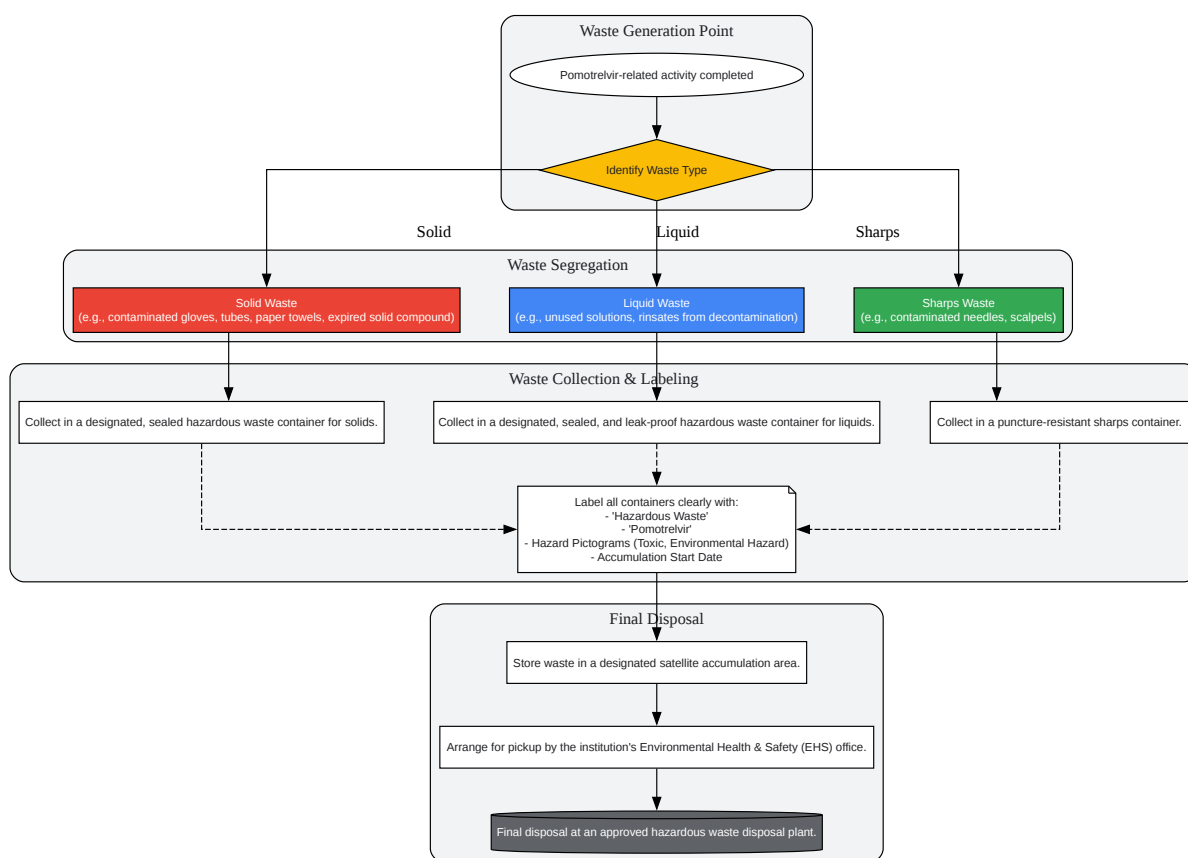 Waste Generation Point
Pomotrelvir-related activity completed
Identify Waste Type
Solid
Liquid
Sharps
Waste Segregation
Solid Waste
(e.g., contaminated gloves, tubes, paper towels, expired solid compound)
Liquid Waste
(e.g., unused solutions, rinsates from decontamination)
Sharps Waste
(e.g., contaminated needles, scalpels)
Waste Collection & Labeling
Collect in a designated, sealed hazardous waste container for solids.
Collect in a designated, sealed, and leak-proof hazardous waste container for liquids.
Collect in a puncture-resistant sharps container.
Label all containers clearly with:
- 'Hazardous Waste'
- 'Pomotrelvir'
- Hazard Pictograms (Toxic, Environmental Hazard)
- Accumulation Start Date
Final Disposal
Store waste in a designated satellite accumulation area.
Arrange for pickup by the institution's Environmental Health & Safety (EHS) office.
Final disposal at an approved hazardous waste disposal plant.